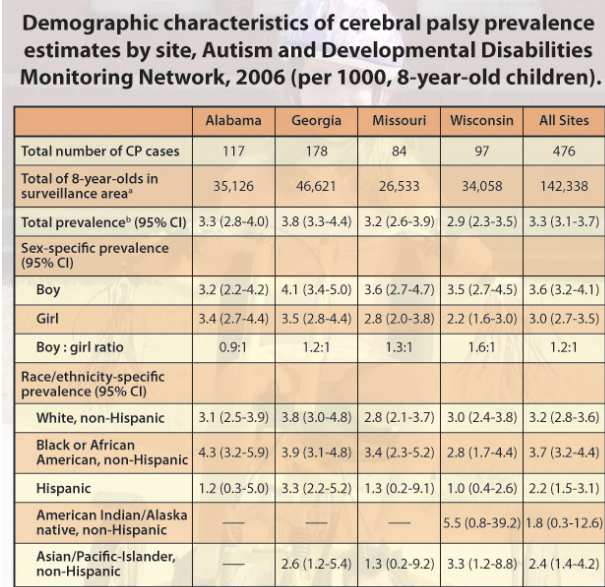 Demographic characteristics of cerebral palsy prevalence
estimates by site, Autism and Developmental Disabilities
Monitoring Network, 2006 (per 1000, 8-year-old children).
Alabama Georgia Missouri Wisconsin All Sites
Total number of CP cases 117 178 84 97 476
Total of 8-year-olds in
surveillance areaᵃ 35,126 46,621 26,533 34,058 142,338
Total prevalenceᵇ (95% CI) 3.3 (2.8-4.0) 3.8 (3.3-4.4) 3.2 (2.6-3.9) 2.9 (2.3-3.5) 3.3 (3.1-3.7)
Sex-specific prevalence
(95% CI)
Boy 3.2 (2.2-4.2) 4.1 (3.4-5.0) 3.6 (2.7-4.7) 3.5 (2.7-4.5) 3.6 (3.2-4.1)
Girl 3.4 (2.7-4.4) 3.5 (2.8-4.4) 2.8 (2.0-3.8) 2.2 (1.6-3.0) 3.0 (2.7-3.5)
Boy : girl ratio 0.9:1 1.2:1 1.3:1 1.6:1 1.2:1
Race/ethnicity-specific
prevalence (95% CI)
White, non-Hispanic 3.1 (2.5-3.9) 3.8 (3.0-4.8) 2.8 (2.1-3.7) 3.0 (2.4-3.8) 3.2 (2.8-3.6)
Black or African
American, non-Hispanic 4.3 (3.2-5.9) 3.9 (3.1-4.8) 3.4 (2.3-5.2) 2.8 (1.7-4.4) 3.7 (3.2-4.4)
Hispanic 1.2 (0.3-5.0) 3.3 (2.2-5.2) 1.3 (0.2-9.1) 1.0 (0.4-2.6) 2.2 (1.5-3.1)
American Indian/Alaska
native, non-Hispanic — — — 5.5 (0.8-39.2) 1.8 (0.3-12.6)
Asian/Pacific-Islander,
non-Hispanic — 2.6 (1.2-5.4) 1.3 (0.2-9.2) 3.3 (1.2-8.8) 2.4 (1.4-4.2)